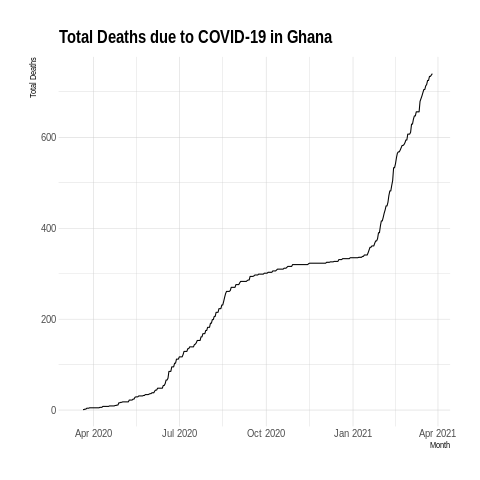 Total Deaths due to COVID-19 in Ghana
Total Deaths
600
400
200
0
Apr 2020 Jul 2020 Oct 2020 Jan 2021 Apr 2021
Month